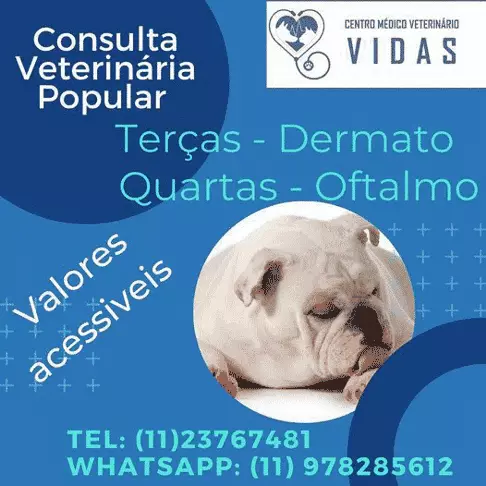 Consulta
Veterinária
Popular
CENTRO MÉDICO VETERINÁRIO
VIDAS
Terças - Dermato
Quartas - Oftalmo
Valores
acessiveis
TEL: (11)23767481
WHATSAPP: (11) 978285612